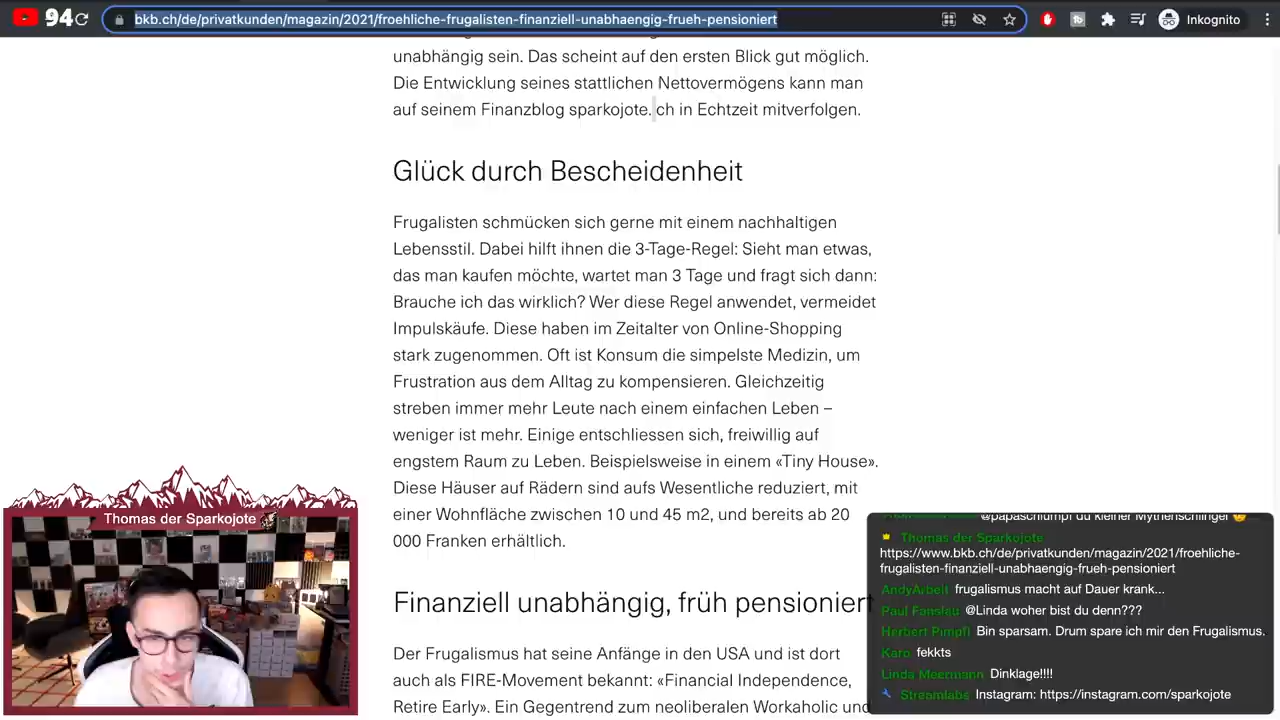 94
bkb.ch/de/privatkunden/magazin/2021/froehliche-frugalisten-finanziell-unabhaengig-frueh-pensioniert
Inkognito
unabhängig sein. Das scheint auf den ersten Blick gut möglich.
Die Entwicklung seines stattlichen Nettovermögens kann man
auf seinem Finanzblog sparkojote. ch in Echtzeit mitverfolgen.
Glück durch Bescheidenheit
Frugalisten schmücken sich gerne mit einem nachhaltigen
Lebensstil. Dabei hilft ihnen die 3-Tage-Regel: Sieht man etwas,
das man kaufen möchte, wartet man 3 Tage und fragt sich dann:
Brauche ich das wirklich? Wer diese Regel anwendet, vermeidet
Impulskäufe. Diese haben im Zeitalter von Online-Shopping
stark zugenommen. Oft ist Konsum die simpelste Medizin, um
Frustration aus dem Alltag zu kompensieren. Gleichzeitig
streben immer mehr Leute nach einem einfachen Leben –
weniger ist mehr. Einige entschliessen sich, freiwillig auf
engstem Raum zu Leben. Beispielsweise in einem «Tiny House».
Diese Häuser auf Rädern sind aufs Wesentliche reduziert, mit
einer Wohnfläche zwischen 10 und 45 m2, und bereits ab 20
000 Franken erhältlich.
Finanziell unabhängig, früh pensioniert
Der Frugalismus hat seine Anfänge in den USA und ist dort
auch als FIRE-Movement bekannt: «Financial Independence,
Retire Early». Ein Gegentrend zum neoliberalen Workaholic und
Thomas der Sparkojote
@papaschlumpf du kleiner Mythenschlingel
Thomas der Sparkojote
https://www.bkb.ch/de/privatkunden/magazin/2021/froehliche-
frugalisten-finanziell-unabhaengig-frueh-pensioniert
AndyArbeit frugalismus macht auf Dauer krank...
Paul Fanslau @Linda woher bist du denn???
Herbert Pimpfl Bin sparsam. Drum spare ich mir den Frugalismus.
Karo fekkts
Linda Meermann Dinklage!!!!
Streamlabs Instagram: https://instagram.com/sparkojote